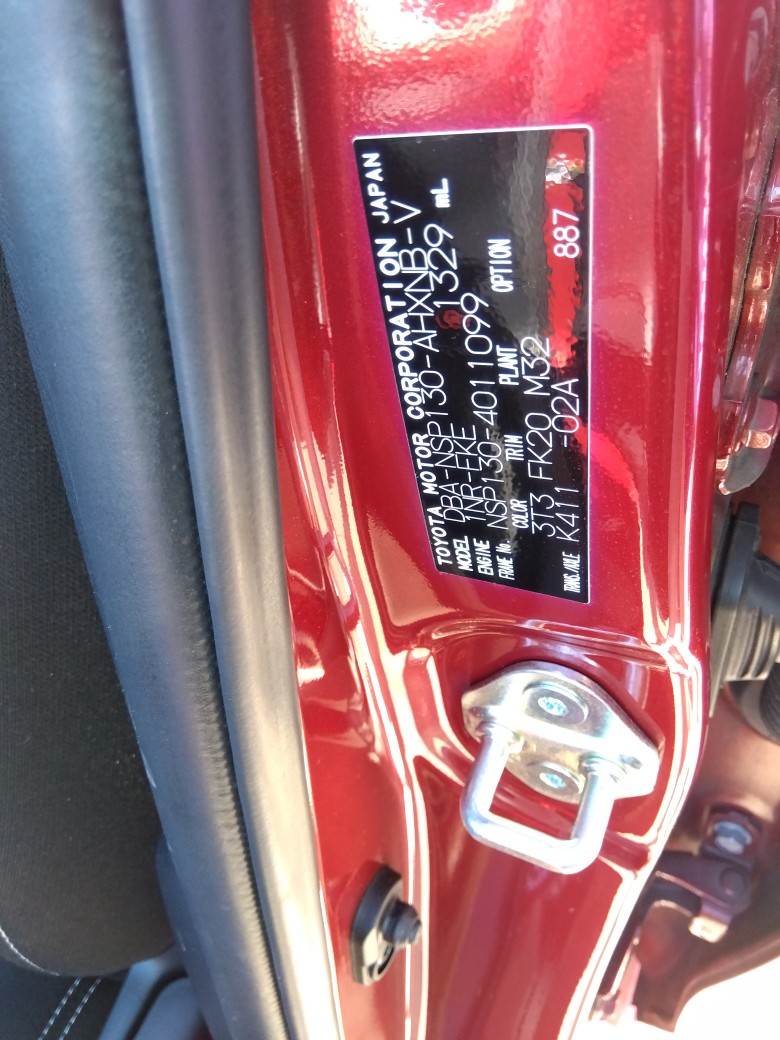 TOYOTA MOTOR CORPORATION JAPAN
MODEL DBA-NSP130-AHXNB-V
ENGINE 1NR-FKE 1329 mL
FRAME No. NSP130-4011099
COLOR TRIM PLANT OPTION
3T3 FK20 M32 887
TRANS./AXLE K411 -02A